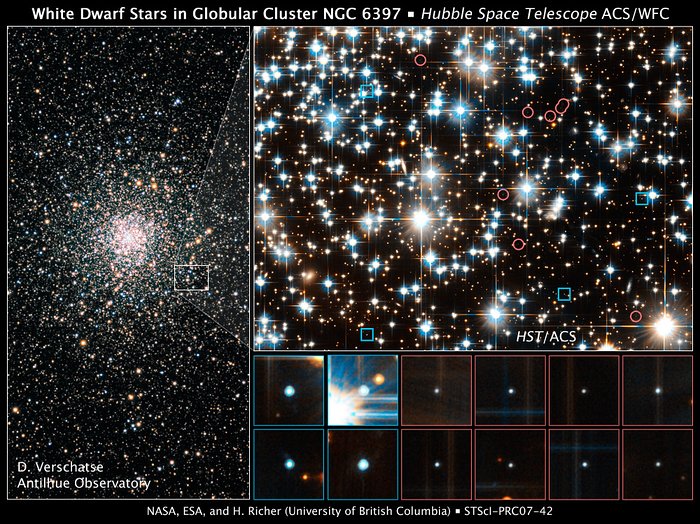 White Dwarf Stars in Globular Cluster NGC 6397 ▪ Hubble Space Telescope ACS/WFC
HST/ACS
D. Verschatse
Antilhue Observatory
NASA, ESA, and H. Richer (University of British Columbia) ▪ STScI-PRC07-42